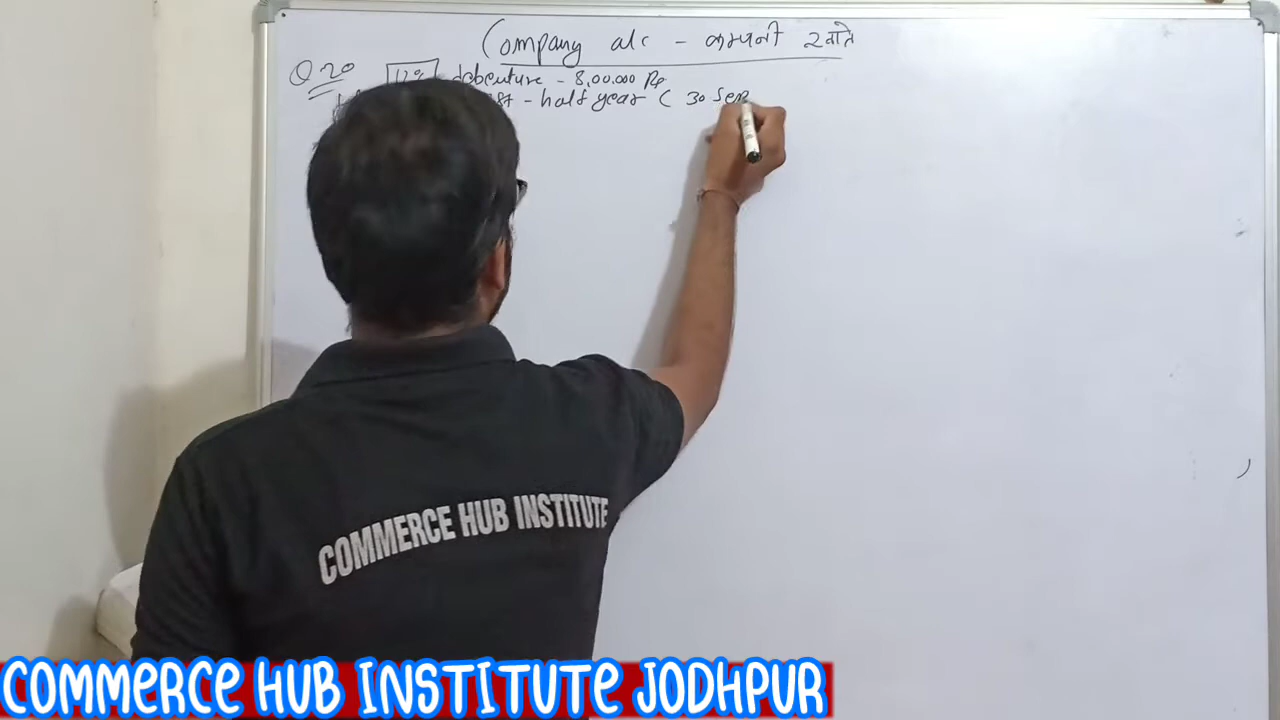 Company a/c - कम्पनी खाते
Q 20 12% debenture - 8,00,000 Rs
- half year ( 30 Sep
COMMERCE HUB INSTITUTE
COMMERCE HUB INSTITUTE JODHPUR